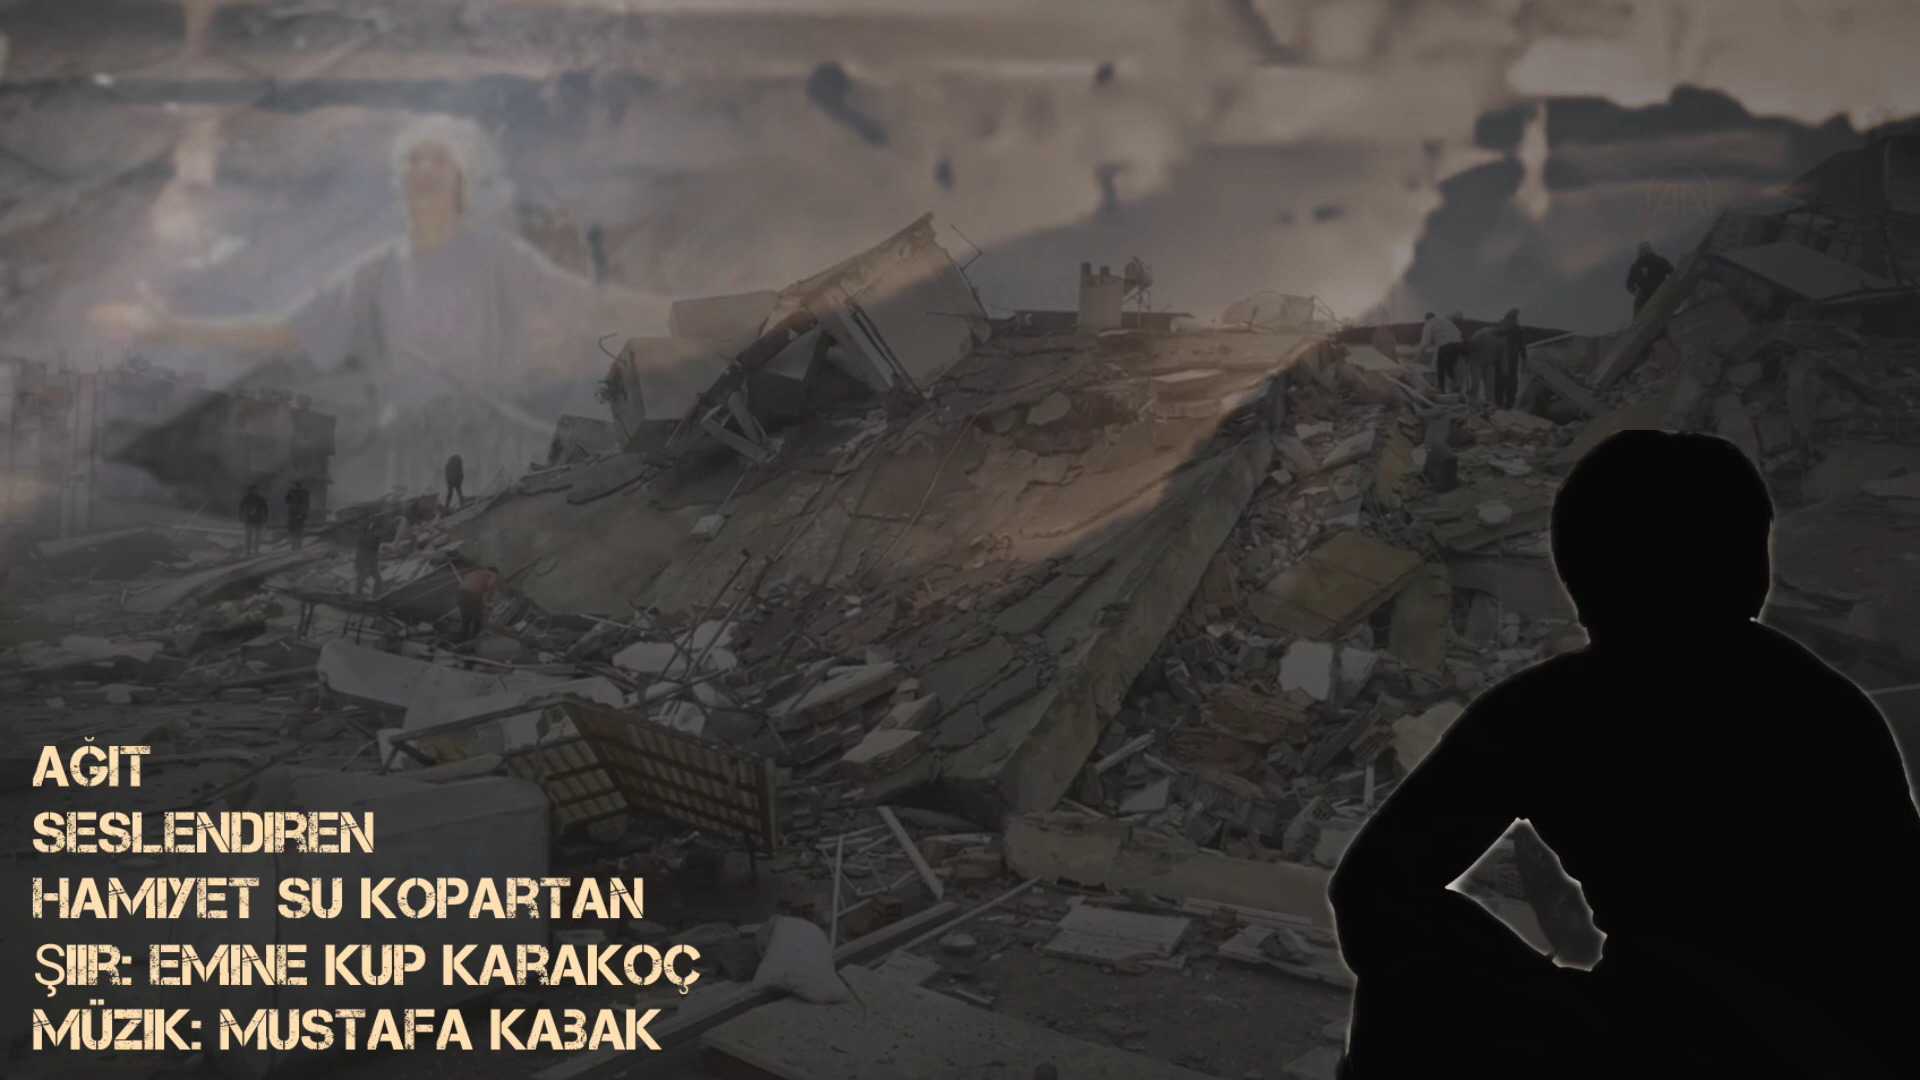 AĞIT
SESLENDIREN
HAMIYET SU KOPARTAN
ŞIIR: EMINE KUP KARAKOÇ
MÜZIK: MUSTAFA KABAK